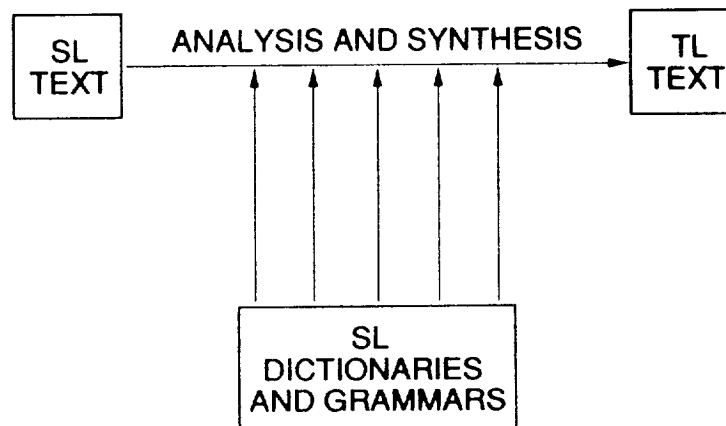 SL
TEXT
ANALYSIS AND SYNTHESIS
TL
TEXT
SL
DICTIONARIES
AND GRAMMARS